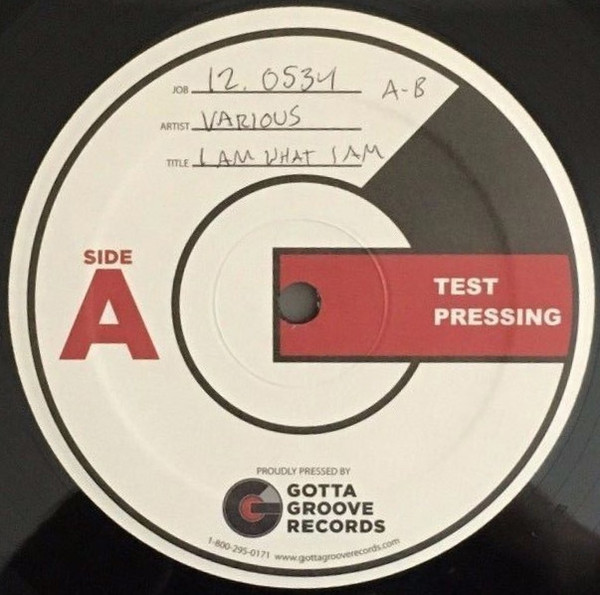 JOB 12.0534 A-B
ARTIST VARIOUS
TITLE I AM WHAT I AM
SIDE
A
TEST
PRESSING
PROUDLY PRESSED BY
GOTTA
GROOVE
RECORDS
1-800-295-0171 www.gottagrooverecords.com